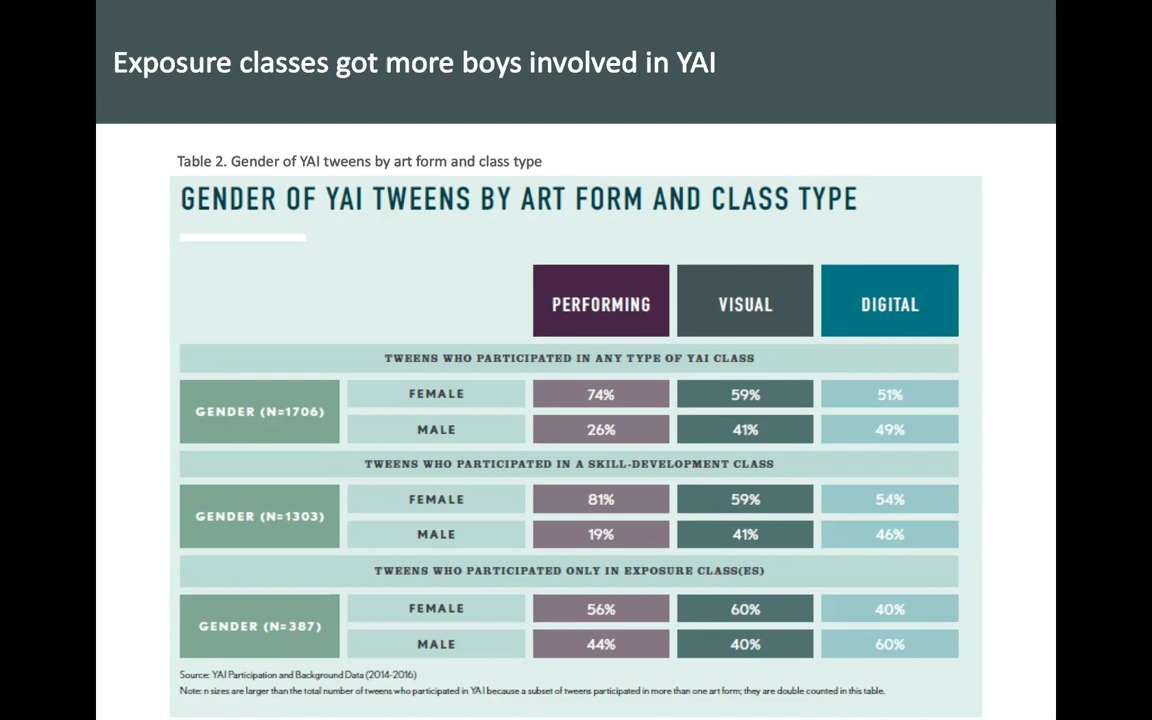 Exposure classes got more boys involved in YAI
Table 2. Gender of YAI tweens by art form and class type
GENDER OF YAI TWEENS BY ART FORM AND CLASS TYPE
PERFORMING VISUAL DIGITAL
TWEENS WHO PARTICIPATED IN ANY TYPE OF YAI CLASS
GENDER (N=1706)
FEMALE 74% 59% 51%
MALE 26% 41% 49%
TWEENS WHO PARTICIPATED IN A SKILL-DEVELOPMENT CLASS
GENDER (N=1303)
FEMALE 81% 59% 54%
MALE 19% 41% 46%
TWEENS WHO PARTICIPATED ONLY IN EXPOSURE CLASS(ES)
GENDER (N=387)
FEMALE 56% 60% 40%
MALE 44% 40% 60%
Source: YAI Participation and Background Data (2014-2016)
Note: n sizes are larger than the total number of tweens who participated in YAI because a subset of tweens participated in more than one art form; they are double counted in this table.